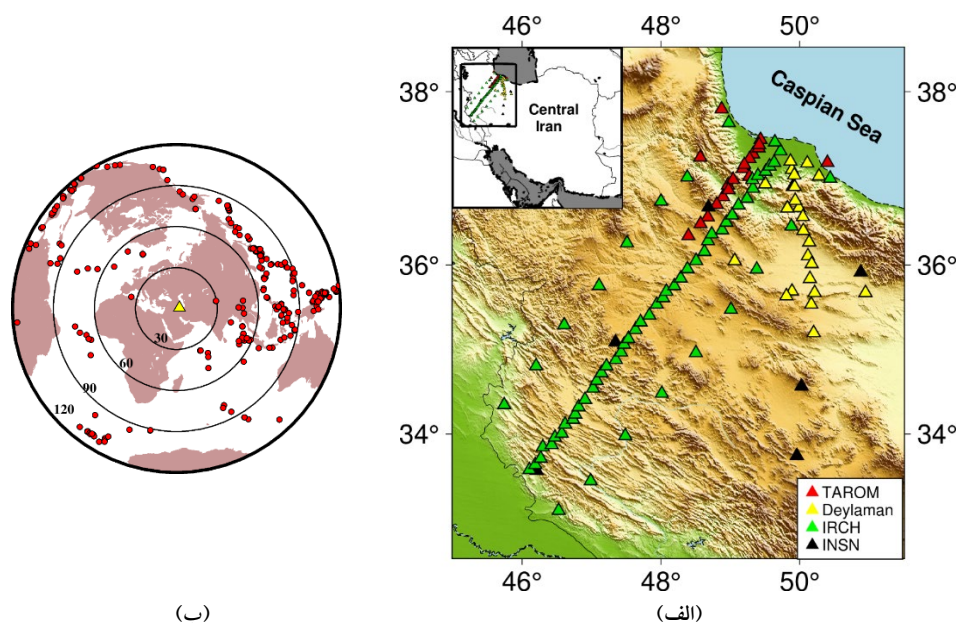 46°
48°
50°
38°
36°
34°
38°
36°
34°
46°
48°
50°
Central
Iran
Caspian Sea
TAROM
Deylaman
IRCH
INSN
(الف)
30
60
90
120
(ب)